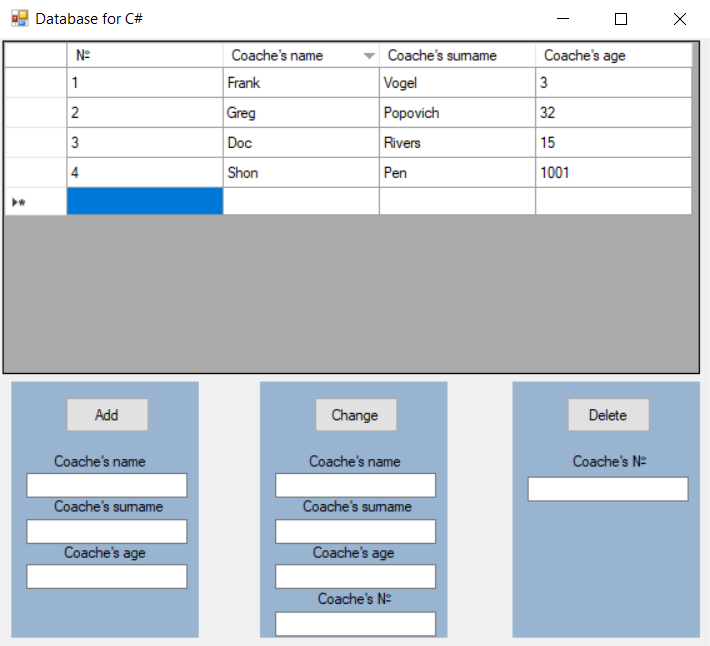 Database for C#
№ Coache's name Coache's surname Coache's age
1 Frank Vogel 3
2 Greg Popovich 32
3 Doc Rivers 15
4 Shon Pen 1001
Add Change Delete
Coache's name Coache's name Coache's №
Coache's surname Coache's surname
Coache's age Coache's age
Coache's №